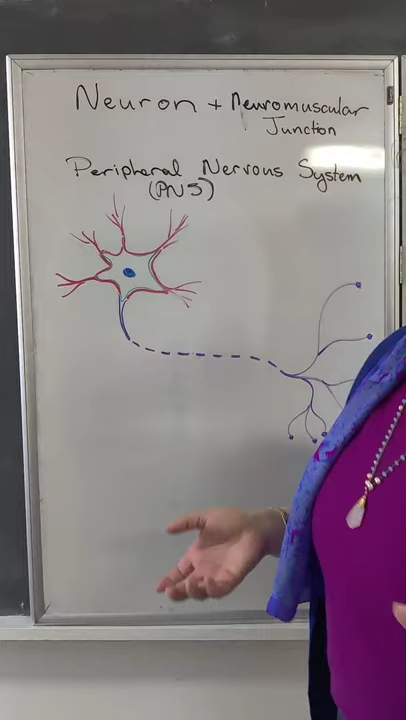 Neuron + Neuromuscular
Junction
Peripheral Nervous System
(PNS)